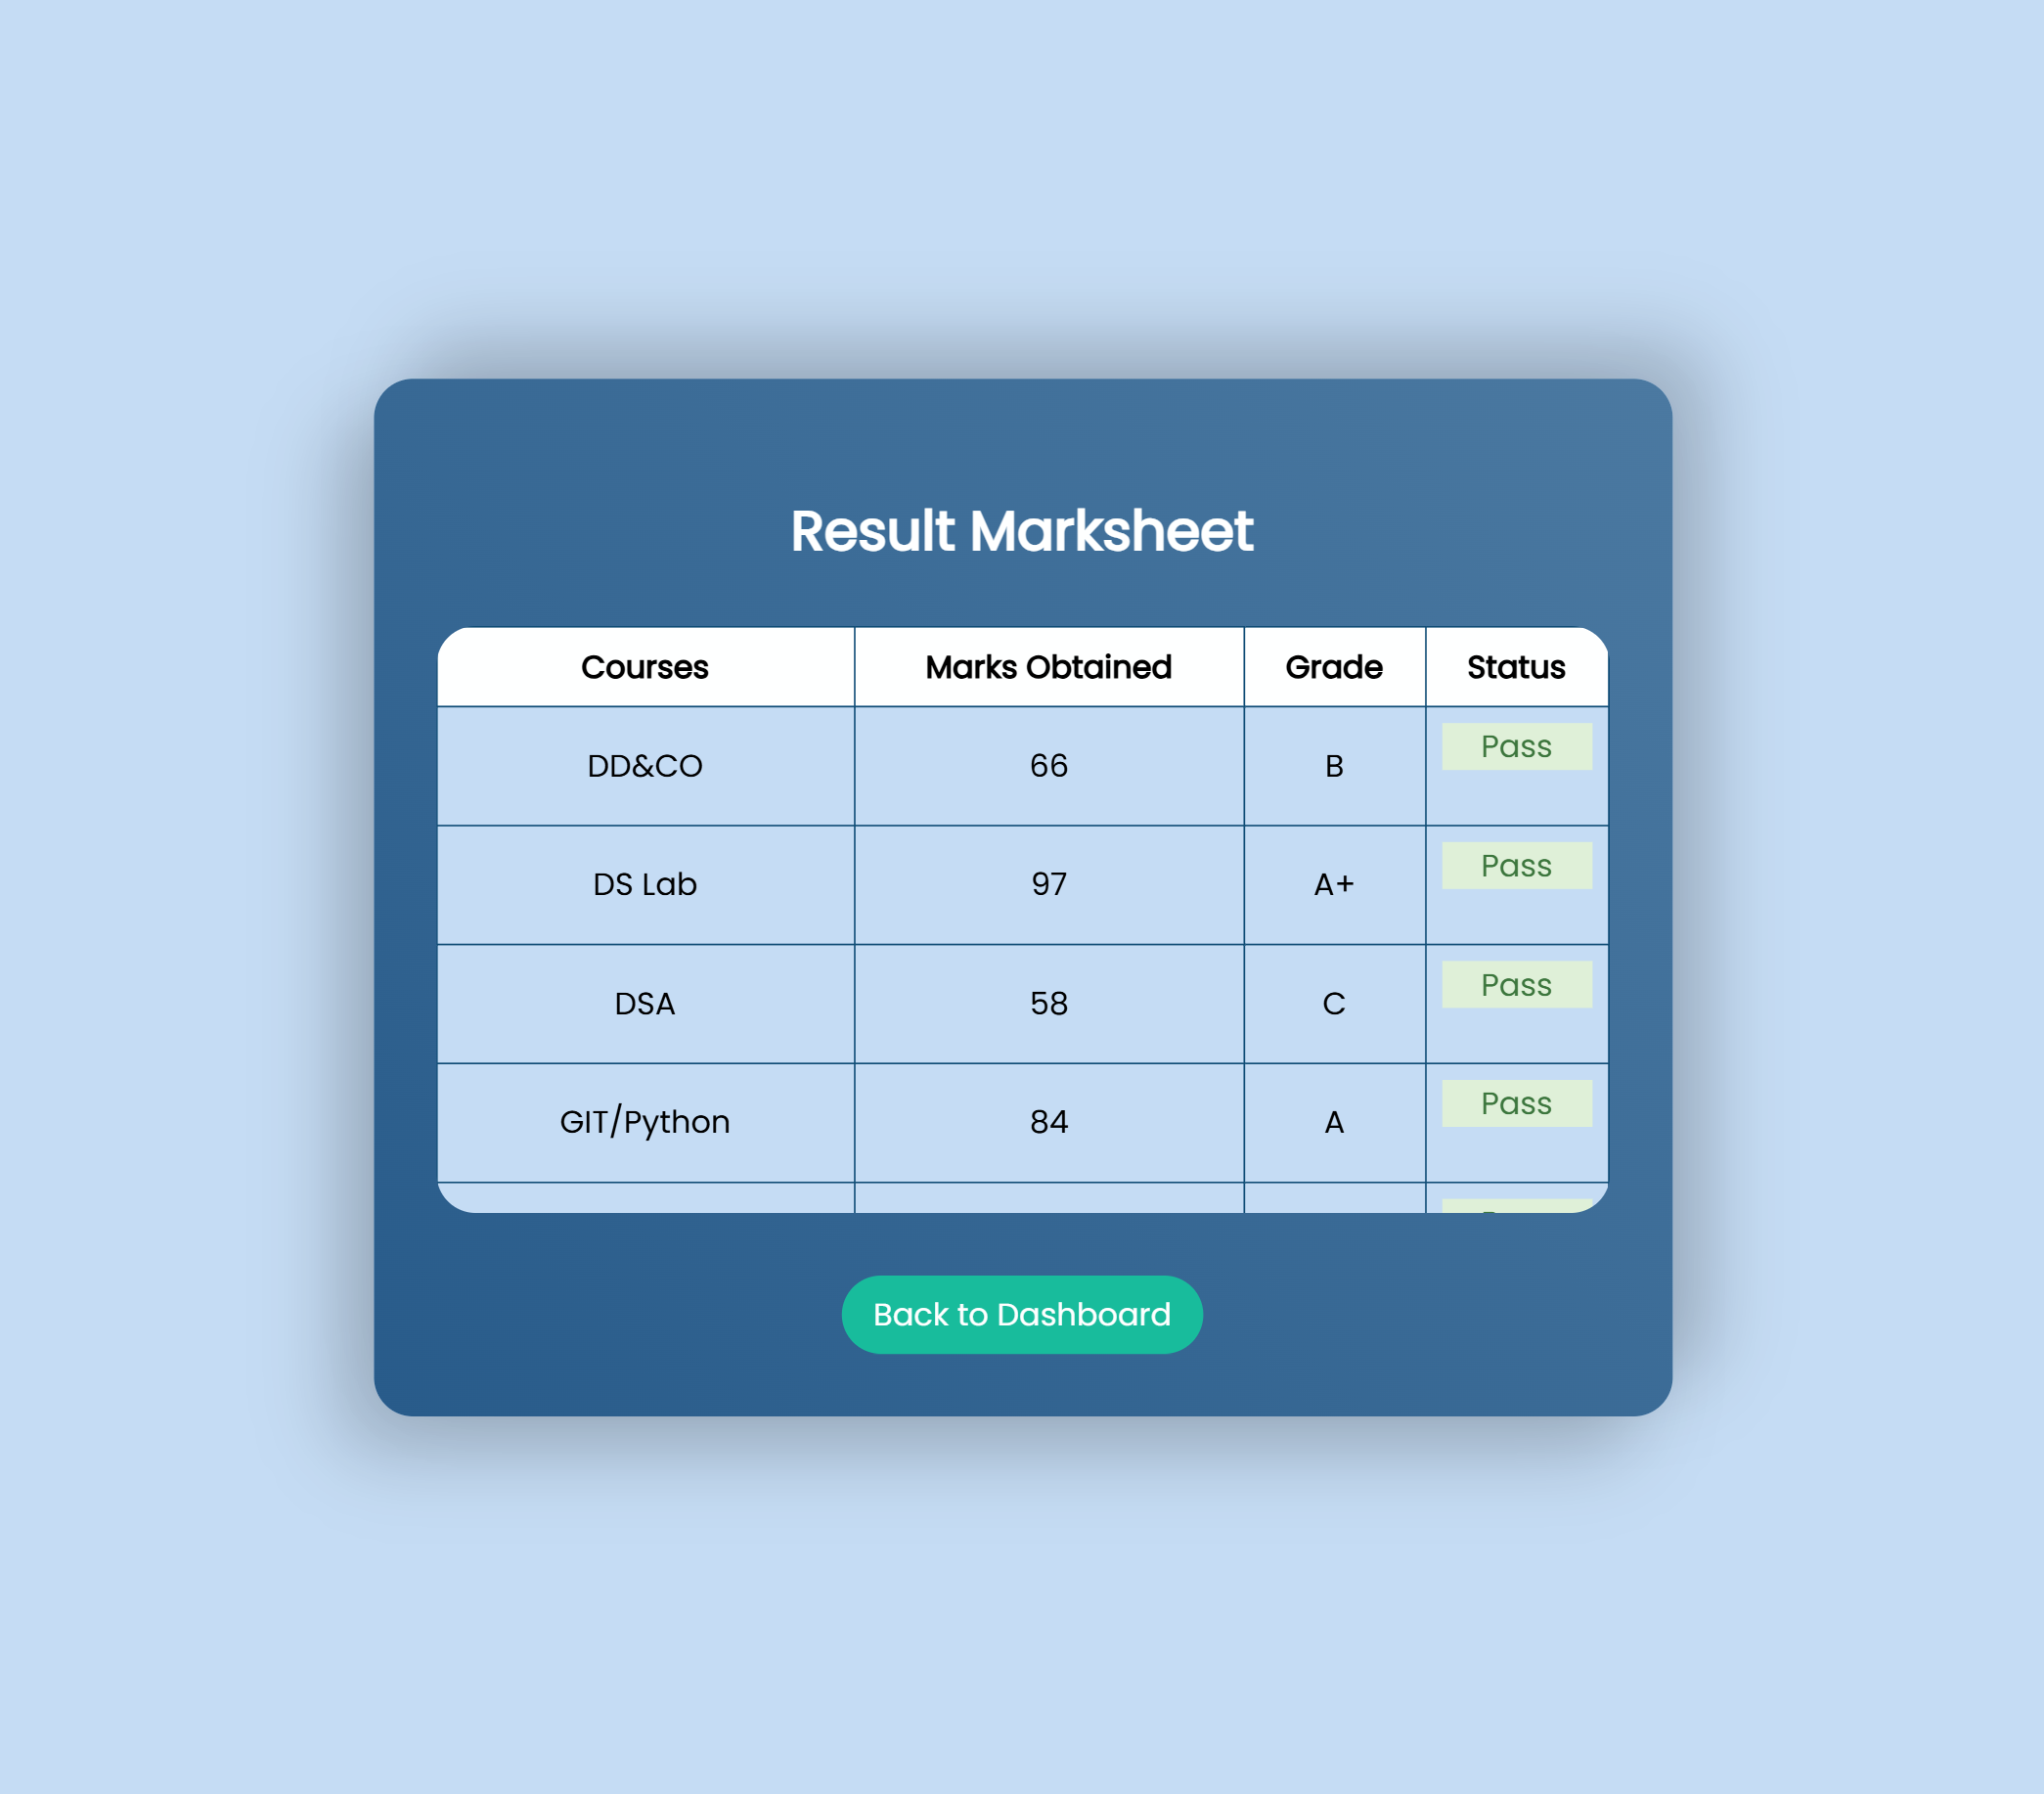 Result Marksheet
Courses Marks Obtained Grade Status
DD&CO 66 B Pass
DS Lab 97 A+ Pass
DSA 58 C Pass
GIT/Python 84 A Pass
Back to Dashboard